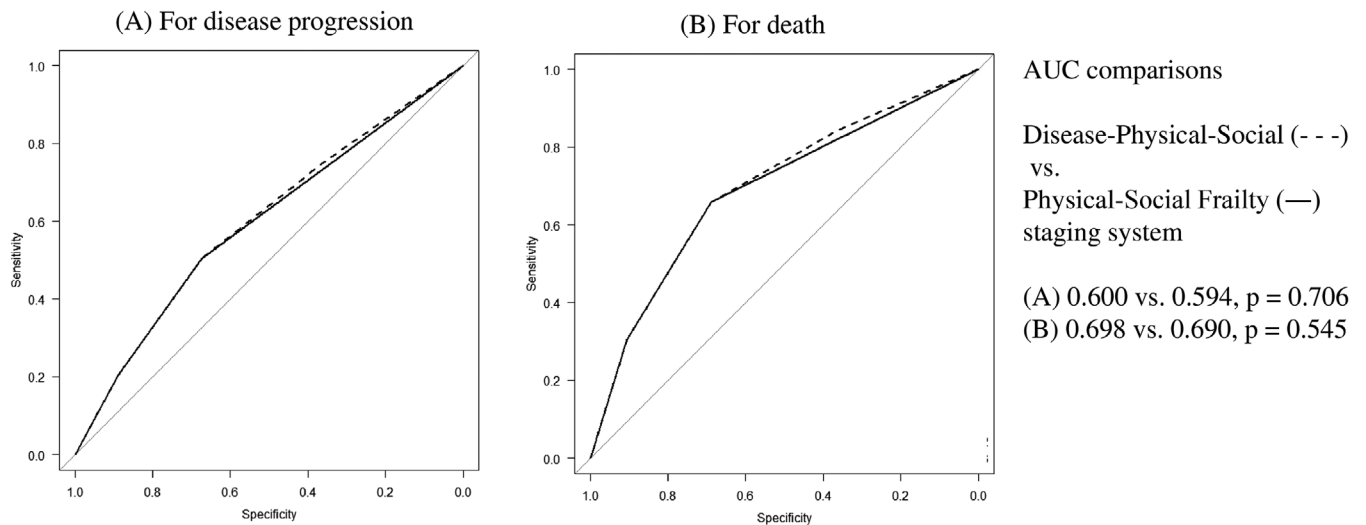 (A) For disease progression
1.0
0.8
0.6
0.4
0.2
0.0
Sensitivity
1.0 0.8 0.6 0.4 0.2 0.0
Specificity
(B) For death
1.0
0.8
0.6
0.4
0.2
0.0
Sensitivity
1.0 0.8 0.6 0.4 0.2 0.0
Specificity
AUC comparisons
Disease-Physical-Social (- - -)
vs.
Physical-Social Frailty (—)
staging system
(A) 0.600 vs. 0.594, p = 0.706
(B) 0.698 vs. 0.690, p = 0.545